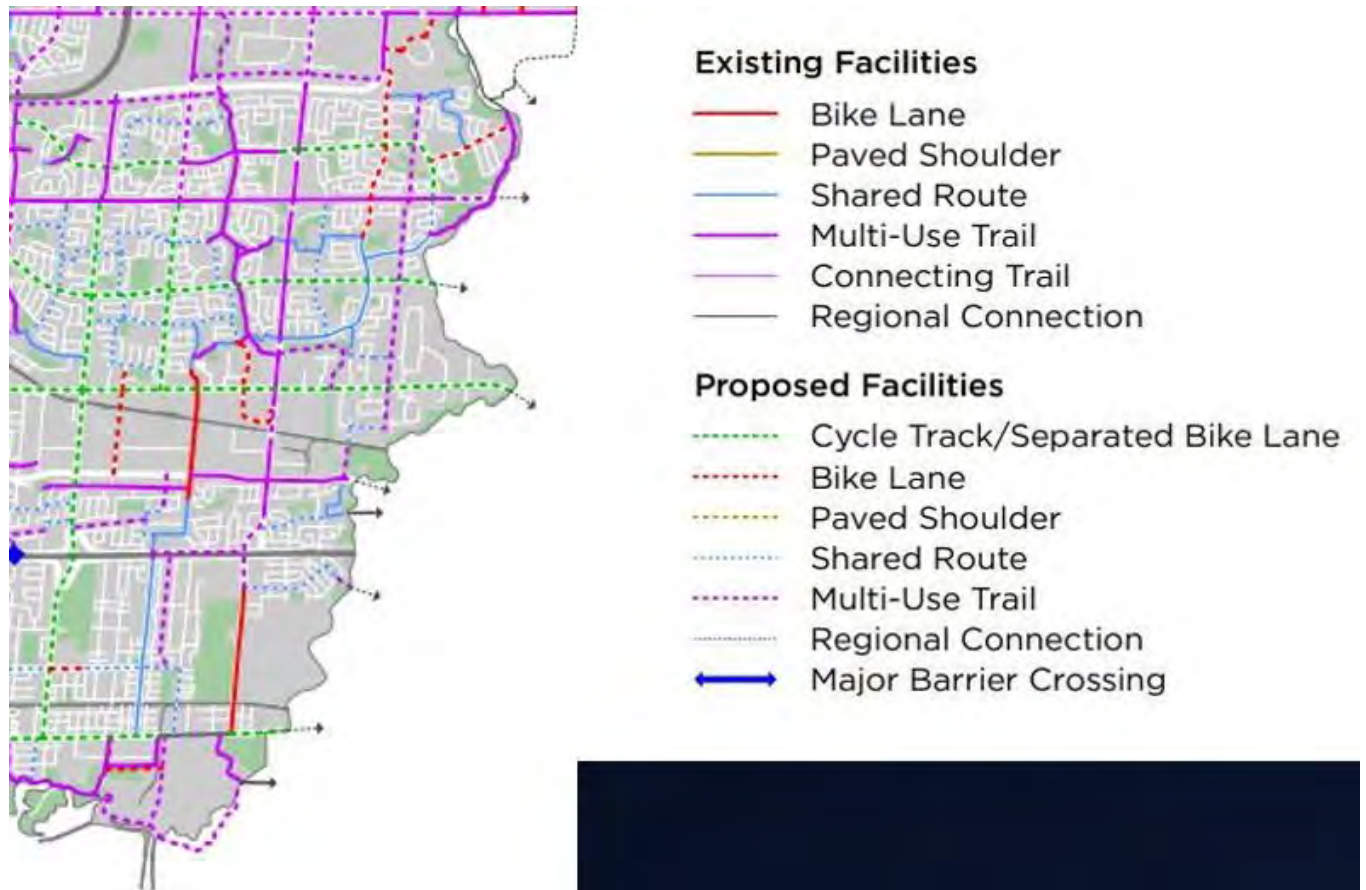 Existing Facilities
Bike Lane
Paved Shoulder
Shared Route
Multi-Use Trail
Connecting Trail
Regional Connection
Proposed Facilities
Cycle Track/Separated Bike Lane
Bike Lane
Paved Shoulder
Shared Route
Multi-Use Trail
Regional Connection
Major Barrier Crossing